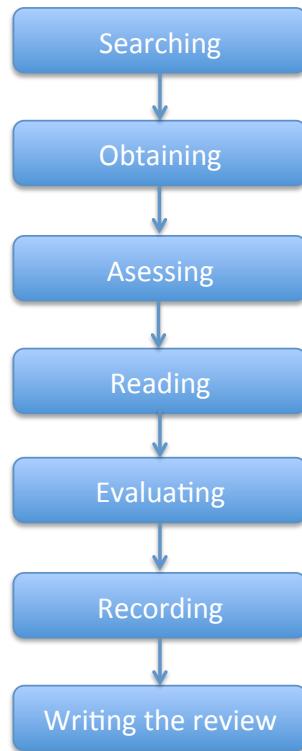 Searching
Obtaining
Asessing
Reading
Evaluating
Recording
Writing the review